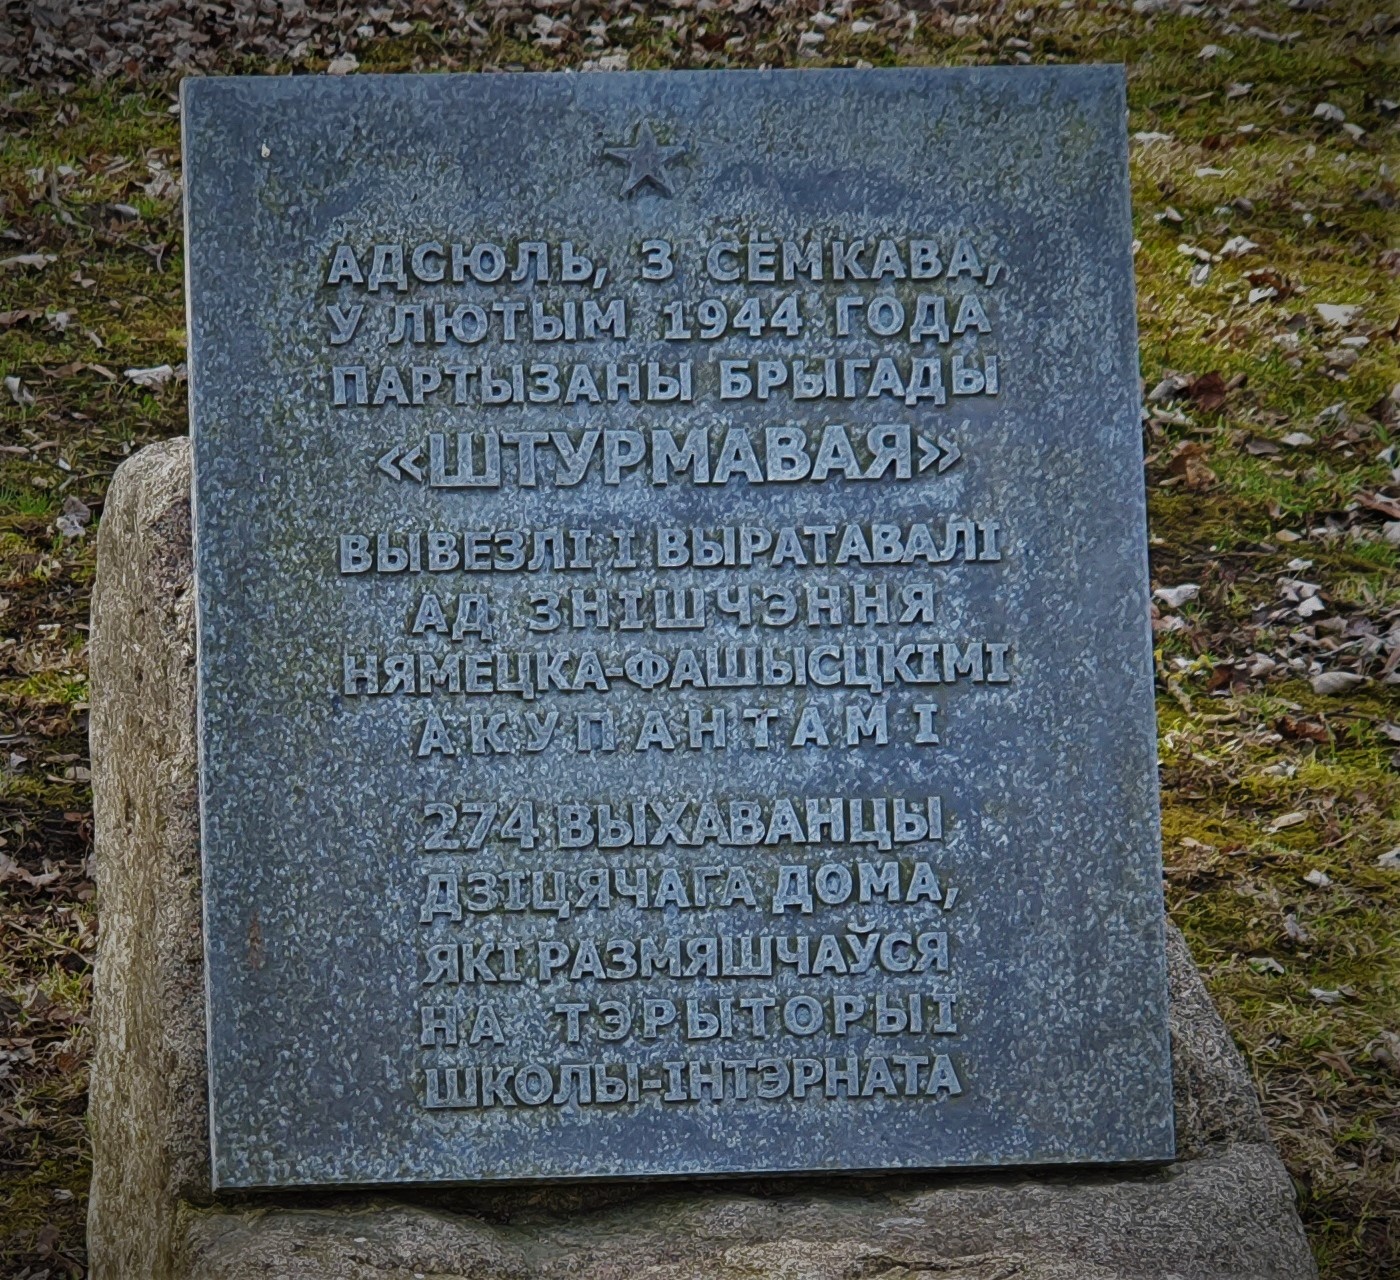 АДСЮЛЬ, З СЁМКАВА,
У ЛЮТЫМ 1944 ГОДА
ПАРТЫЗАНЫ БРЫГАДЫ
«ШТУРМАВАЯ»
ВЫВЕЗЛІ І ВЫРАТАВАЛІ
АД ЗНІШЧЭННЯ
НЯМЕЦКА-ФАШЫСЦКІМІ
АКУПАНТАМІ
274 ВЫХАВАНЦЫ
ДЗІЦЯЧАГА ДОМА,
ЯКІ РАЗМЯШЧАЎСЯ
НА ТЭРЫТОРЫІ
ШКОЛЫ-ІНТЭРНАТА